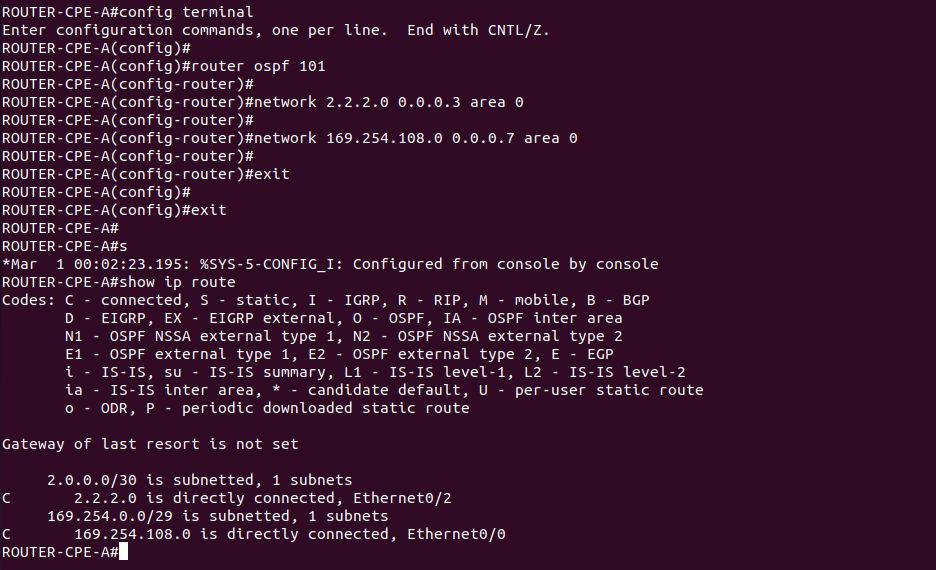 ROUTER-CPE-A#config terminal
Enter configuration commands, one per line.  End with CNTL/Z.
ROUTER-CPE-A(config)#
ROUTER-CPE-A(config)#router ospf 101
ROUTER-CPE-A(config-router)#
ROUTER-CPE-A(config-router)#network 2.2.2.0 0.0.0.3 area 0
ROUTER-CPE-A(config-router)#
ROUTER-CPE-A(config-router)#network 169.254.108.0 0.0.0.7 area 0
ROUTER-CPE-A(config-router)#
ROUTER-CPE-A(config-router)#exit
ROUTER-CPE-A(config)#
ROUTER-CPE-A(config)#exit
ROUTER-CPE-A#
ROUTER-CPE-A#s
*Mar  1 00:02:23.195: %SYS-5-CONFIG_I: Configured from console by console
ROUTER-CPE-A#show ip route
Codes: C - connected, S - static, I - IGRP, R - RIP, M - mobile, B - BGP
       D - EIGRP, EX - EIGRP external, O - OSPF, IA - OSPF inter area
       N1 - OSPF NSSA external type 1, N2 - OSPF NSSA external type 2
       E1 - OSPF external type 1, E2 - OSPF external type 2, E - EGP
       i - IS-IS, su - IS-IS summary, L1 - IS-IS level-1, L2 - IS-IS level-2
       ia - IS-IS inter area, * - candidate default, U - per-user static route
       o - ODR, P - periodic downloaded static route

Gateway of last resort is not set

     2.0.0.0/30 is subnetted, 1 subnets
C       2.2.2.0 is directly connected, Ethernet0/2
     169.254.0.0/29 is subnetted, 1 subnets
C       169.254.108.0 is directly connected, Ethernet0/0
ROUTER-CPE-A#